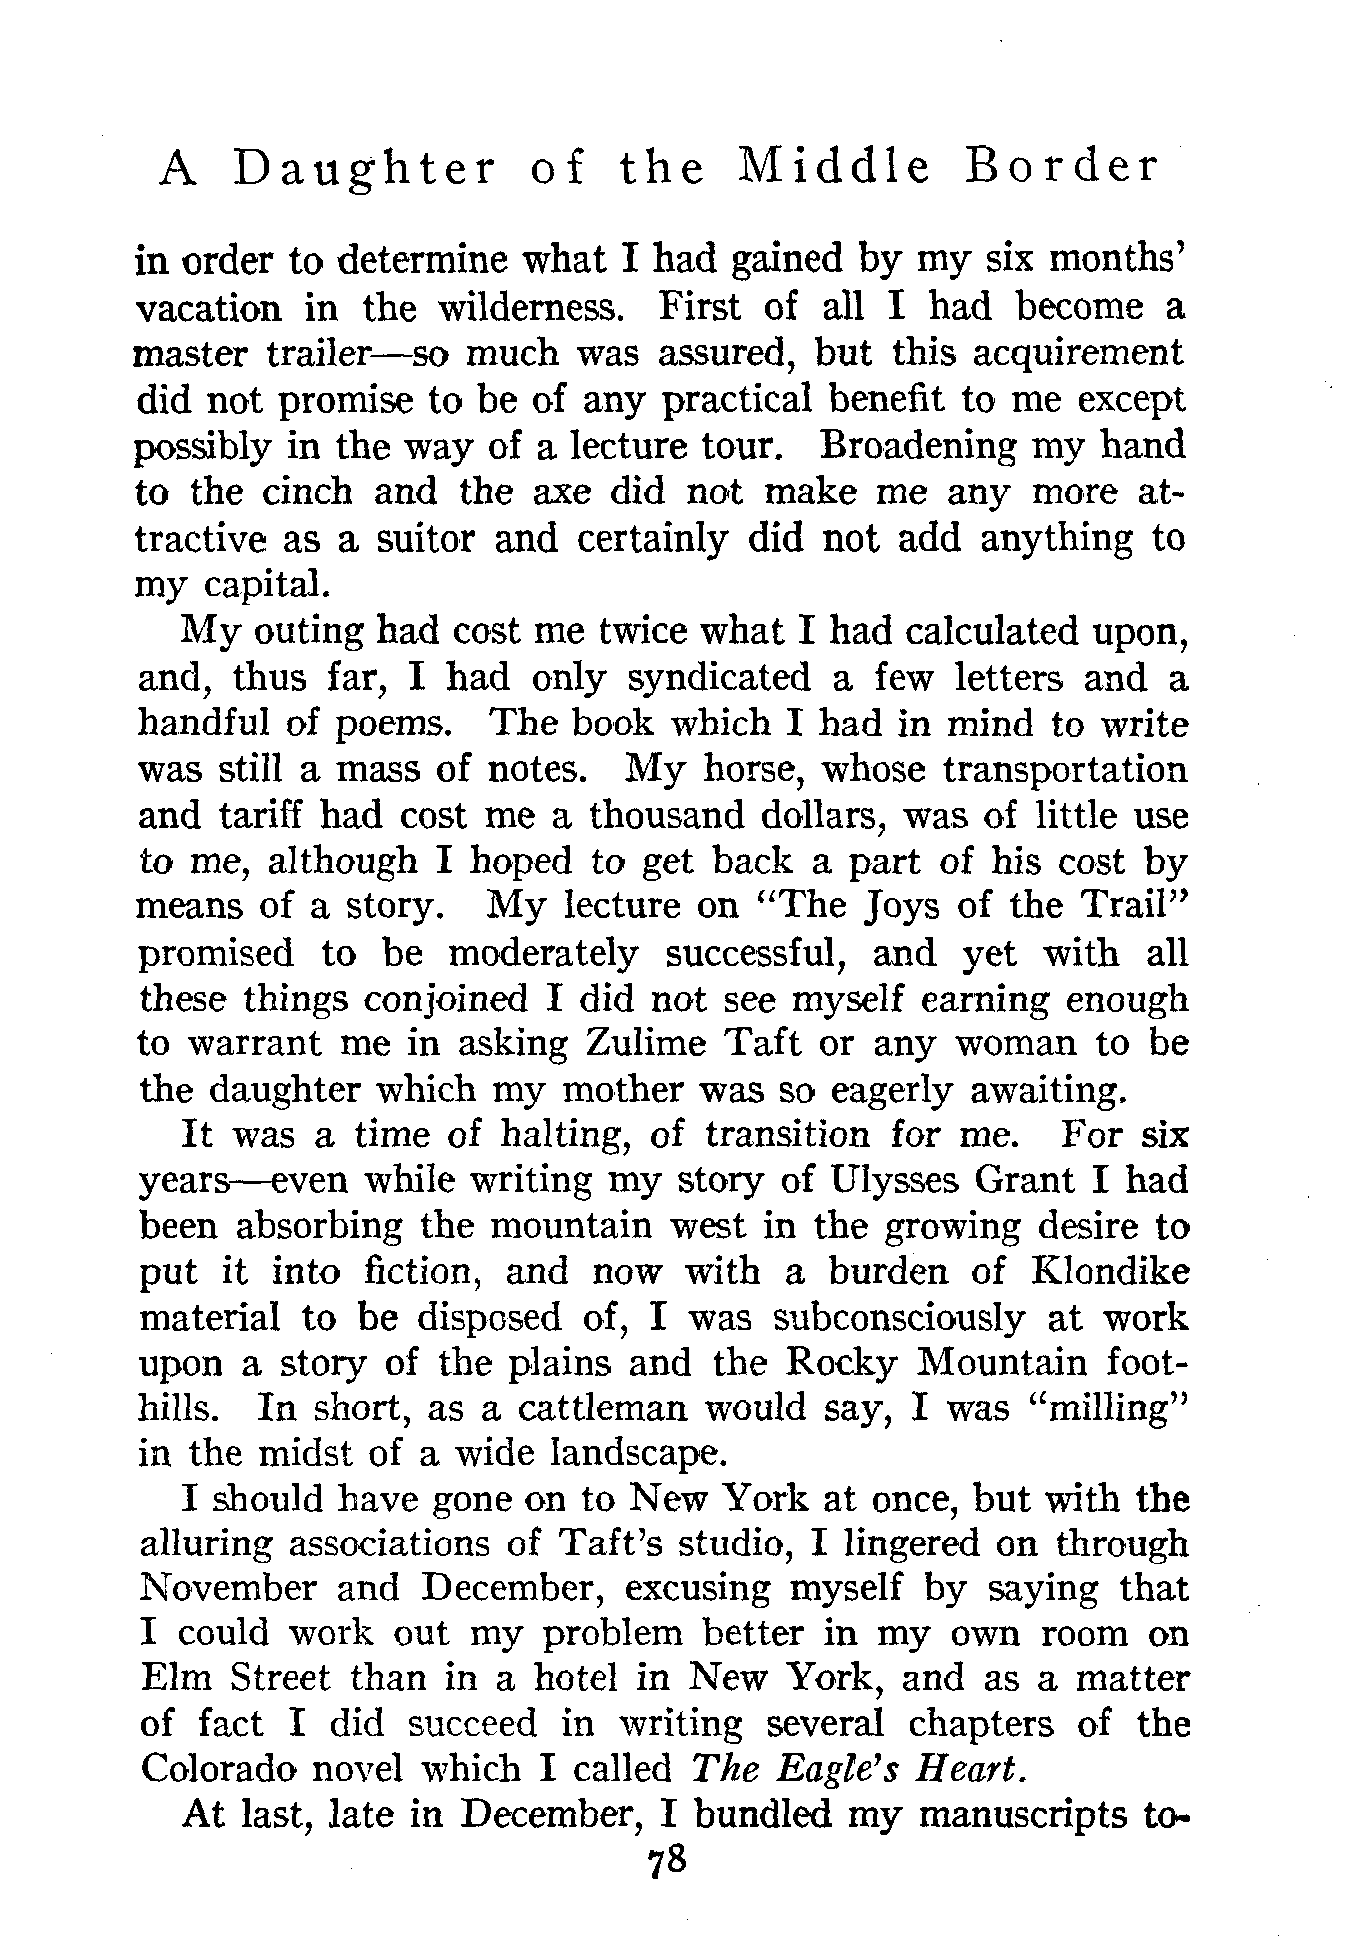 A Daughter of the Middle Border
in order to determine what I had gained by my six months'
vacation in the wilderness. First of all I had become a
master trailer—so much was assured, but this acquirement
did not promise to be of any practical benefit to me except
possibly in the way of a lecture tour. Broadening my hand
to the cinch and the axe did not make me any more at-
tractive as a suitor and certainly did not add anything to
my capital.
My outing had cost me twice what I had calculated upon,
and, thus far, I had only syndicated a few letters and a
handful of poems. The book which I had in mind to write
was still a mass of notes. My horse, whose transportation
and tariff had cost me a thousand dollars, was of little use
to me, although I hoped to get back a part of his cost by
means of a story. My lecture on “The Joys of the Trail”
promised to be moderately successful, and yet with all
these things conjoined I did not see myself earning enough
to warrant me in asking Zulime Taft or any woman to be
the daughter which my mother was so eagerly awaiting.
It was a time of halting, of transition for me. For six
years—even while writing my story of Ulysses Grant I had
been absorbing the mountain west in the growing desire to
put it into fiction, and now with a burden of Klondike
material to be disposed of, I was subconsciously at work
upon a story of the plains and the Rocky Mountain foot-
hills. In short, as a cattleman would say, I was “milling”
in the midst of a wide landscape.
I should have gone on to New York at once, but with the
alluring associations of Taft's studio, I lingered on through
November and December, excusing myself by saying that
I could work out my problem better in my own room on
Elm Street than in a hotel in New York, and as a matter
of fact I did succeed in writing several chapters of the
Colorado novel which I called The Eagle's Heart.
At last, late in December, I bundled my manuscripts to-
78